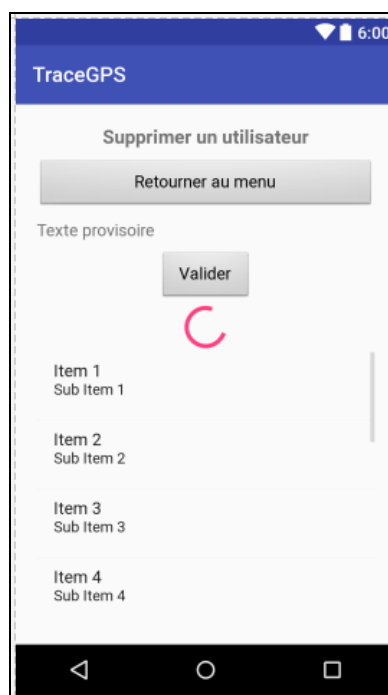 6:00
TraceGPS
Supprimer un utilisateur
Retourner au menu
Texte provisoire
Valider
Item 1
Sub Item 1
Item 2
Sub Item 2
Item 3
Sub Item 3
Item 4
Sub Item 4